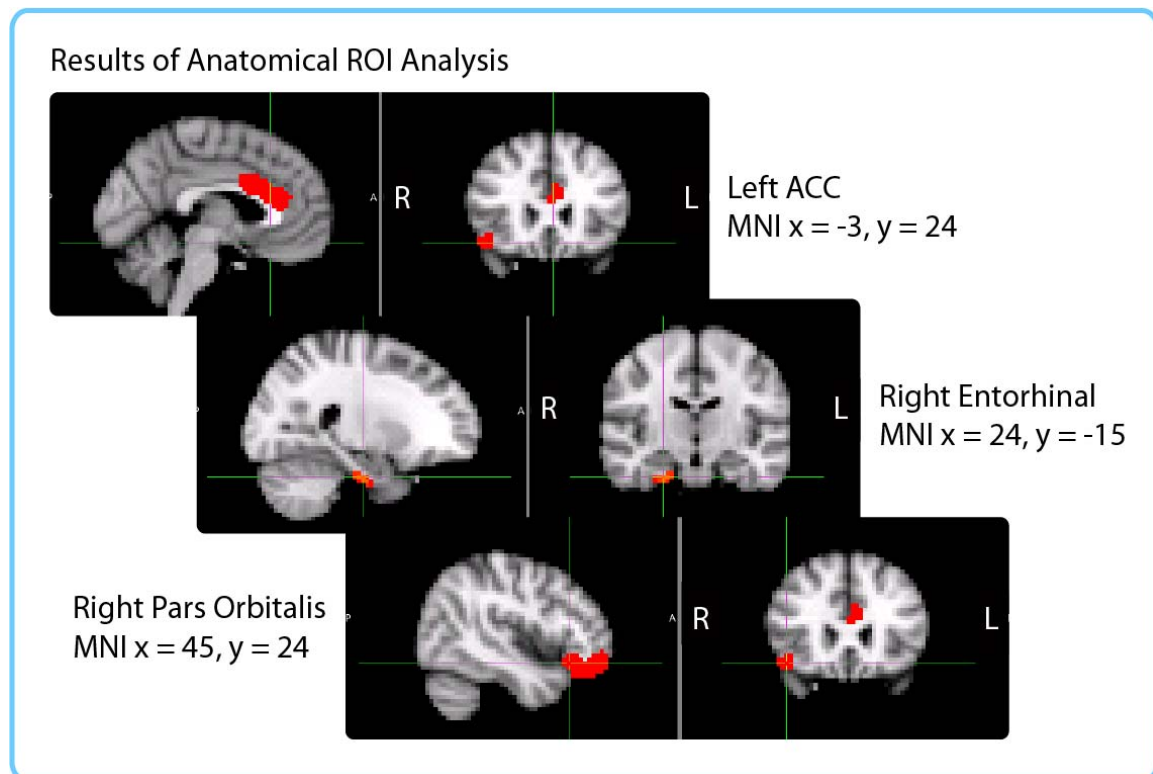 Results of Anatomical ROI Analysis
P
A
R
L
Left ACC
MNI x = -3, y = 24
P
A
R
L
Right Entorhinal
MNI x = 24, y = -15
Right Pars Orbitalis
MNI x = 45, y = 24
P
A
R
L